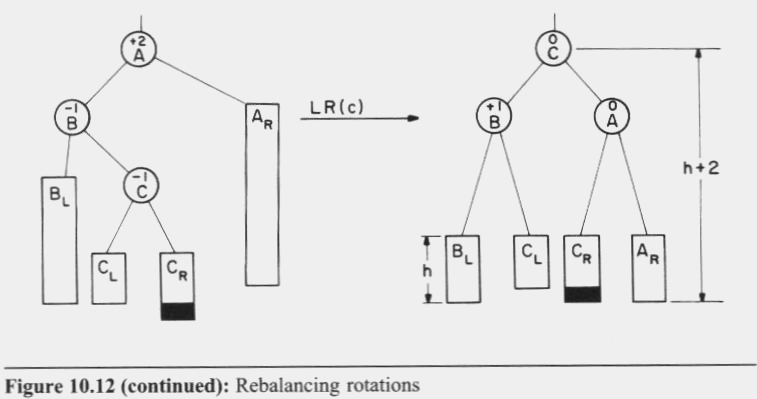 +2
A
-1
B
-1
C
B_L
C_L
C_R
A_R
LR(c)
0
C
+1
B
0
A
h+2
h
B_L
C_L
C_R
A_R
Figure 10.12 (continued): Rebalancing rotations